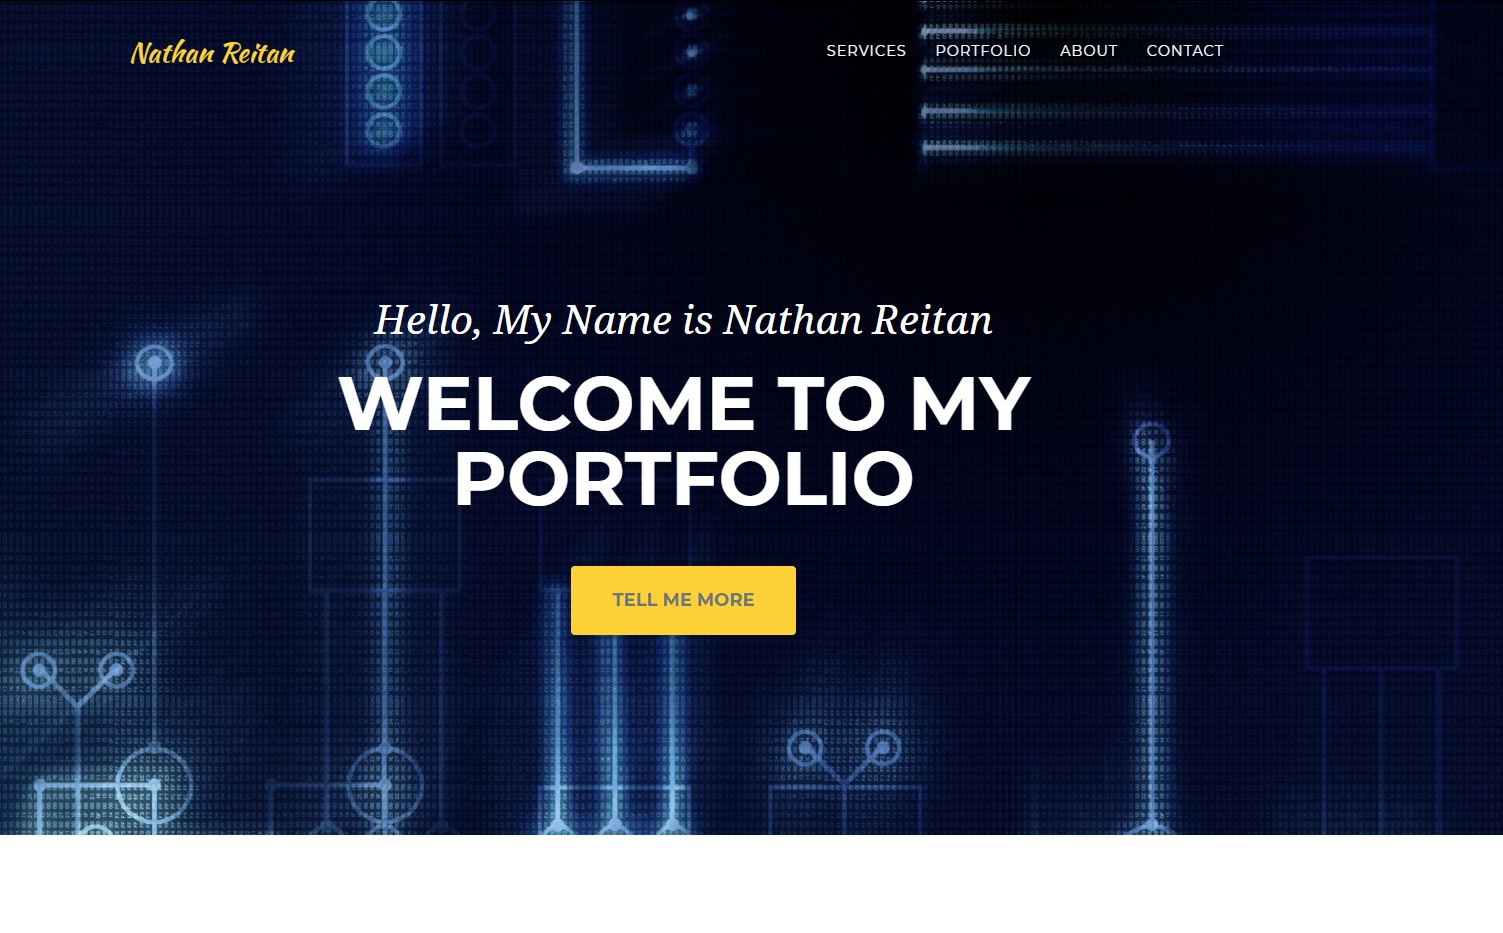 Nathan Reitan
SERVICES PORTFOLIO ABOUT CONTACT
Hello, My Name is Nathan Reitan
WELCOME TO MY
PORTFOLIO
TELL ME MORE